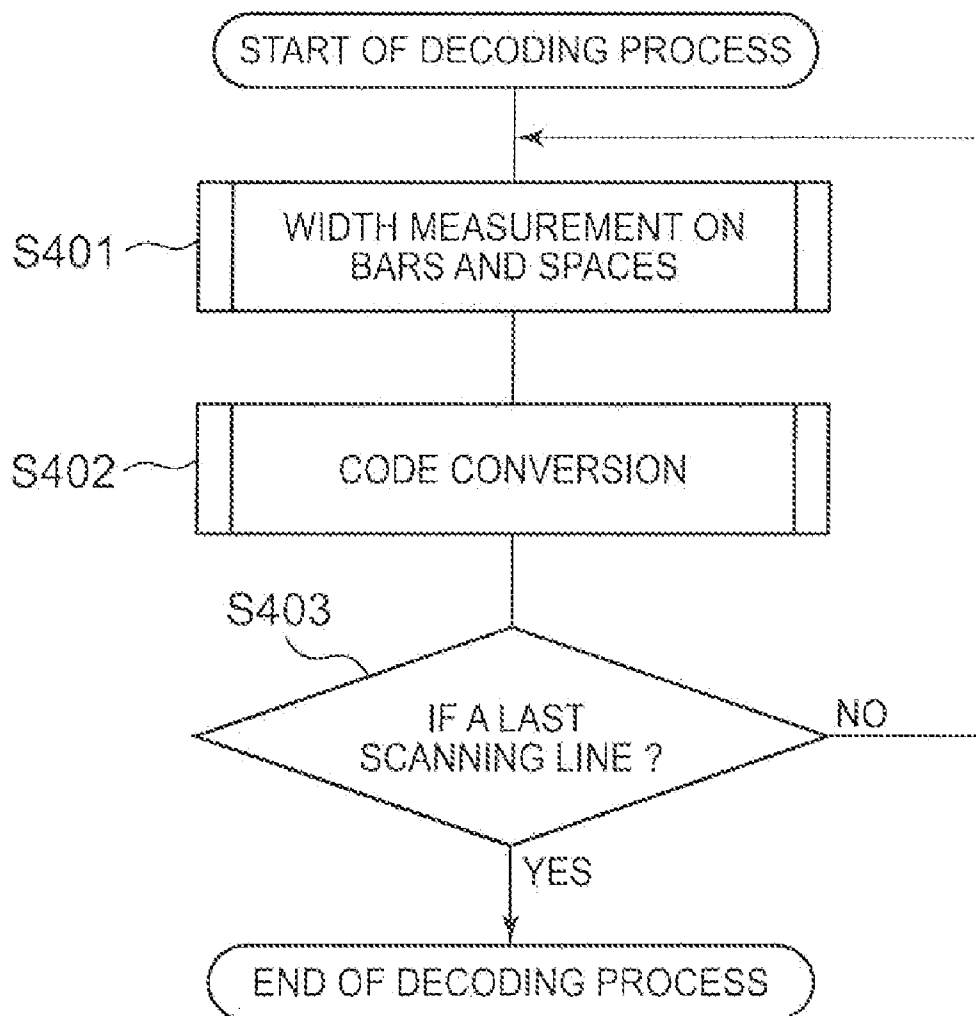 START OF DECODING PROCESS
S401
WIDTH MEASUREMENT ON
BARS AND SPACES
S402
CODE CONVERSION
S403
IF A LAST
SCANNING LINE ?
NO
YES
END OF DECODING PROCESS